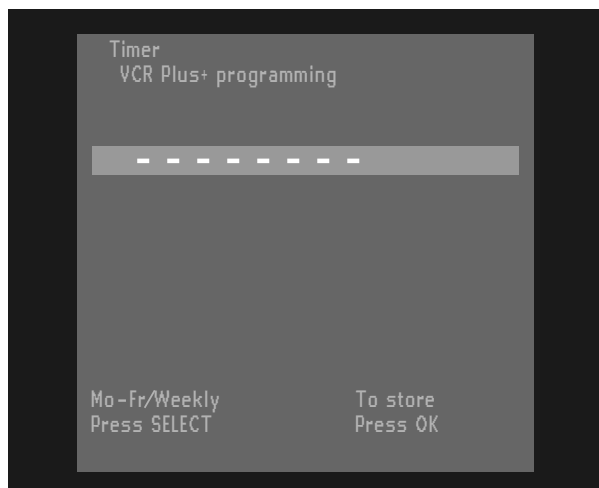 Timer
VCR Plus+ programming
- - - - - - - -
Mo-Fr/Weekly To store
Press SELECT Press OK